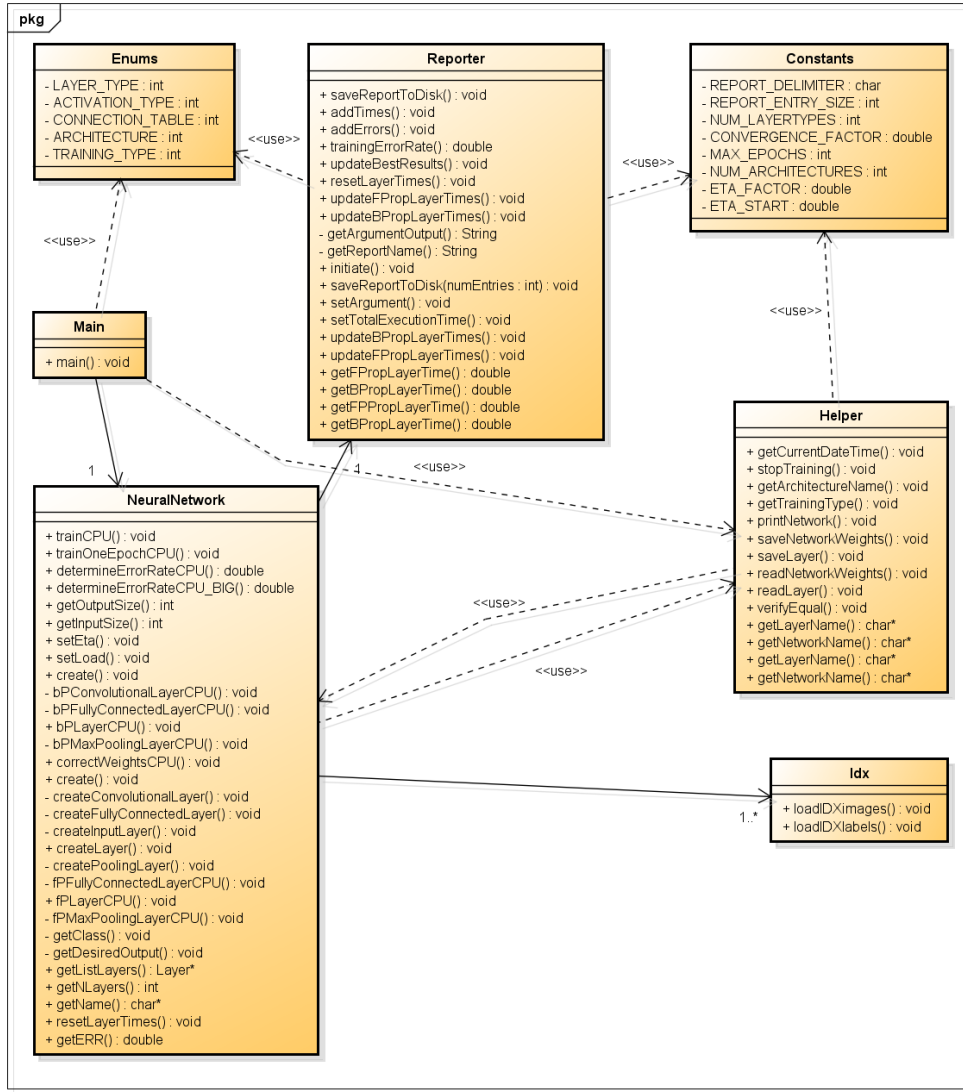 pkg
Enums
- LAYER_TYPE : int
- ACTIVATION_TYPE : int
- CONNECTION_TABLE : int
- ARCHITECTURE : int
- TRAINING_TYPE : int
Reporter
+ saveReportToDisk() : void
+ addTimes() : void
+ addErrors() : void
+ trainingErrorRate() : double
+ updateBestResults() : void
+ resetLayerTimes() : void
+ updateFPropLayerTimes() : void
+ updateBPropLayerTimes() : void
- getArgumentOutput() : String
- getReportName() : String
+ initiate() : void
+ saveReportToDisk(numEntries : int) : void
+ setArgument() : void
+ setTotalExecutionTime() : void
+ updateBPropLayerTimes() : void
+ updateFPropLayerTimes() : void
+ getFPropLayerTime() : double
+ getBPropLayerTime() : double
+ getFPPropLayerTime() : double
+ getBPropLayerTime() : double
Constants
- REPORT_DELIMITER : char
- REPORT_ENTRY_SIZE : int
- NUM_LAYERTYPES : int
- CONVERGENCE_FACTOR : double
- MAX_EPOCHS : int
- NUM_ARCHITECTURES : int
- ETA_FACTOR : double
- ETA_START : double
<<use>>
<<use>>
<<use>>
<<use>>
Main
+ main() : void
1
1
<<use>>
Helper
+ getCurrentDateTime() : void
+ stopTraining() : void
+ getArchitectureName() : void
+ getTrainingType() : void
+ printNetwork() : void
+ saveNetworkWeights() : void
+ saveLayer() : void
+ readNetworkWeights() : void
+ readLayer() : void
+ verifyEqual() : void
+ getLayerName() : char*
+ getNetworkName() : char*
+ getLayerName() : char*
+ getNetworkName() : char*
NeuralNetwork
+ trainCPU() : void
+ trainOneEpochCPU() : void
+ determineErrorRateCPU() : double
+ determineErrorRateCPU_BIG() : double
+ getOutputSize() : int
+ getInputSize() : int
+ setEta() : void
+ setLoad() : void
+ create() : void
- bPConvolutionalLayerCPU() : void
- bPFullyConnectedLayerCPU() : void
+ bPLayerCPU() : void
- bPMaxPoolingLayerCPU() : void
+ correctWeightsCPU() : void
+ create() : void
- createConvolutionalLayer() : void
- createFullyConnectedLayer() : void
- createInputLayer() : void
+ createLayer() : void
- createPoolingLayer() : void
- fPFullyConnectedLayerCPU() : void
+ fPLayerCPU() : void
- fPMaxPoolingLayerCPU() : void
- getClass() : void
- getDesiredOutput() : void
+ getListLayers() : Layer*
+ getNLayers() : int
+ getName() : char*
+ resetLayerTimes() : void
+ getERR() : double
<<use>>
<<use>>
1..*
Idx
+ loadIDXimages() : void
+ loadIDXlabels() : void